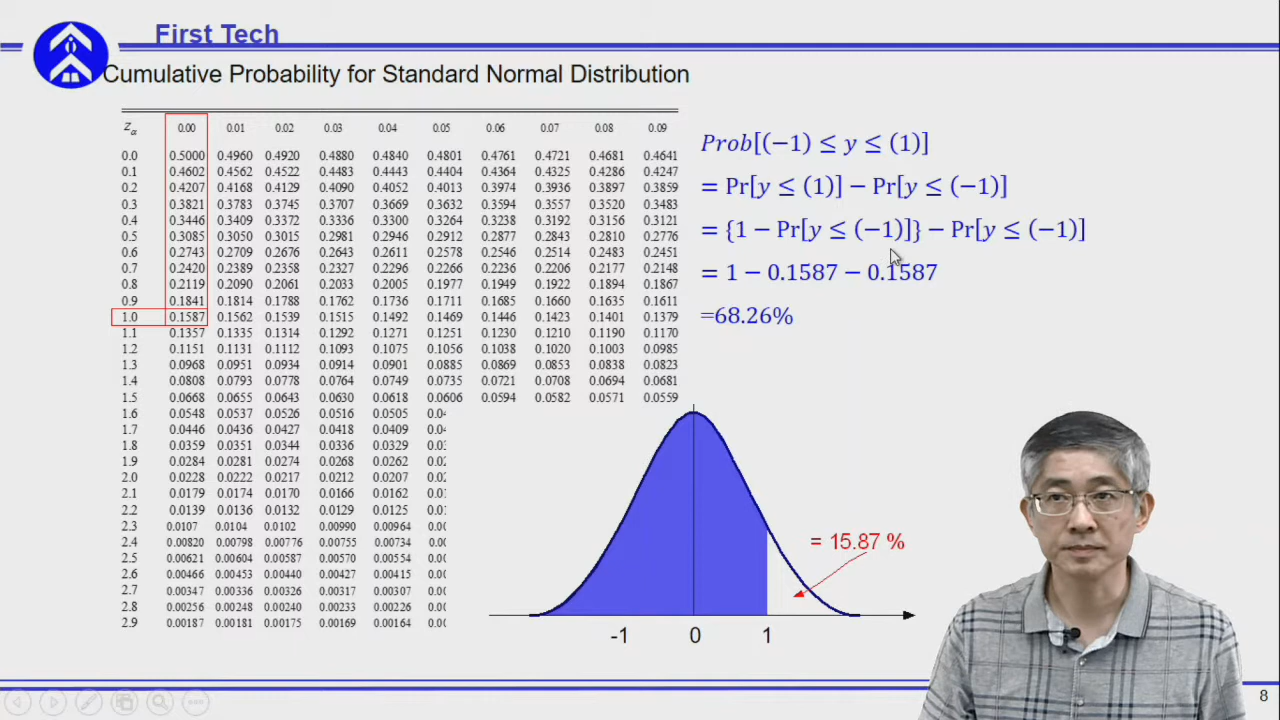 First Tech
Cumulative Probability for Standard Normal Distribution
Zα 0.00 0.01 0.02 0.03 0.04 0.05 0.06 0.07 0.08 0.09
0.0 0.5000 0.4960 0.4920 0.4880 0.4840 0.4801 0.4761 0.4721 0.4681 0.4641
0.1 0.4602 0.4562 0.4522 0.4483 0.4443 0.4404 0.4364 0.4325 0.4286 0.4247
0.2 0.4207 0.4168 0.4129 0.4090 0.4052 0.4013 0.3974 0.3936 0.3897 0.3859
0.3 0.3821 0.3783 0.3745 0.3707 0.3669 0.3632 0.3594 0.3557 0.3520 0.3483
0.4 0.3446 0.3409 0.3372 0.3336 0.3300 0.3264 0.3238 0.3192 0.3156 0.3121
0.5 0.3085 0.3050 0.3015 0.2981 0.2946 0.2912 0.2877 0.2843 0.2810 0.2776
0.6 0.2743 0.2709 0.2676 0.2643 0.2611 0.2578 0.2546 0.2514 0.2483 0.2451
0.7 0.2420 0.2389 0.2358 0.2327 0.2296 0.2266 0.2236 0.2206 0.2177 0.2148
0.8 0.2119 0.2090 0.2061 0.2033 0.2005 0.1977 0.1949 0.1922 0.1894 0.1867
0.9 0.1841 0.1814 0.1788 0.1762 0.1736 0.1711 0.1685 0.1660 0.1635 0.1611
1.0 0.1587 0.1562 0.1539 0.1515 0.1492 0.1469 0.1446 0.1423 0.1401 0.1379
1.1 0.1357 0.1335 0.1314 0.1292 0.1271 0.1251 0.1230 0.1210 0.1190 0.1170
1.2 0.1151 0.1131 0.1112 0.1093 0.1075 0.1056 0.1038 0.1020 0.1003 0.0985
1.3 0.0968 0.0951 0.0934 0.0914 0.0901 0.0885 0.0869 0.0853 0.0838 0.0823
1.4 0.0808 0.0793 0.0778 0.0764 0.0749 0.0735 0.0721 0.0708 0.0694 0.0681
1.5 0.0668 0.0655 0.0643 0.0630 0.0618 0.0606 0.0594 0.0582 0.0571 0.0559
1.6 0.0548 0.0537 0.0526 0.0516 0.0505
1.7 0.0446 0.0436 0.0427 0.0418 0.0409
1.8 0.0359 0.0351 0.0344 0.0336 0.0329
1.9 0.0284 0.0281 0.0274 0.0268 0.0262
2.0 0.0228 0.0222 0.0217 0.0212 0.0207
2.1 0.0179 0.0174 0.0170 0.0166 0.0162
2.2 0.0139 0.0136 0.0132 0.0129 0.0125
2.3 0.0107 0.0104 0.0102 0.00990 0.00964
2.4 0.00820 0.00798 0.00776 0.00755 0.00734
2.5 0.00621 0.00604 0.00587 0.00570 0.00554
2.6 0.00466 0.00453 0.00440 0.00427 0.00415
2.7 0.00347 0.00336 0.00326 0.00317 0.00307
2.8 0.00256 0.00248 0.00240 0.00233 0.00226
2.9 0.00187 0.00181 0.00175 0.00169 0.00164
Prob[(−1) ≤ y ≤ (1)]
= Pr[y ≤ (1)] − Pr[y ≤ (−1)]
= {1 − Pr[y ≤ (−1)]} − Pr[y ≤ (−1)]
= 1 − 0.1587 − 0.1587
=68.26%
= 15.87 %
-1 0 1
8